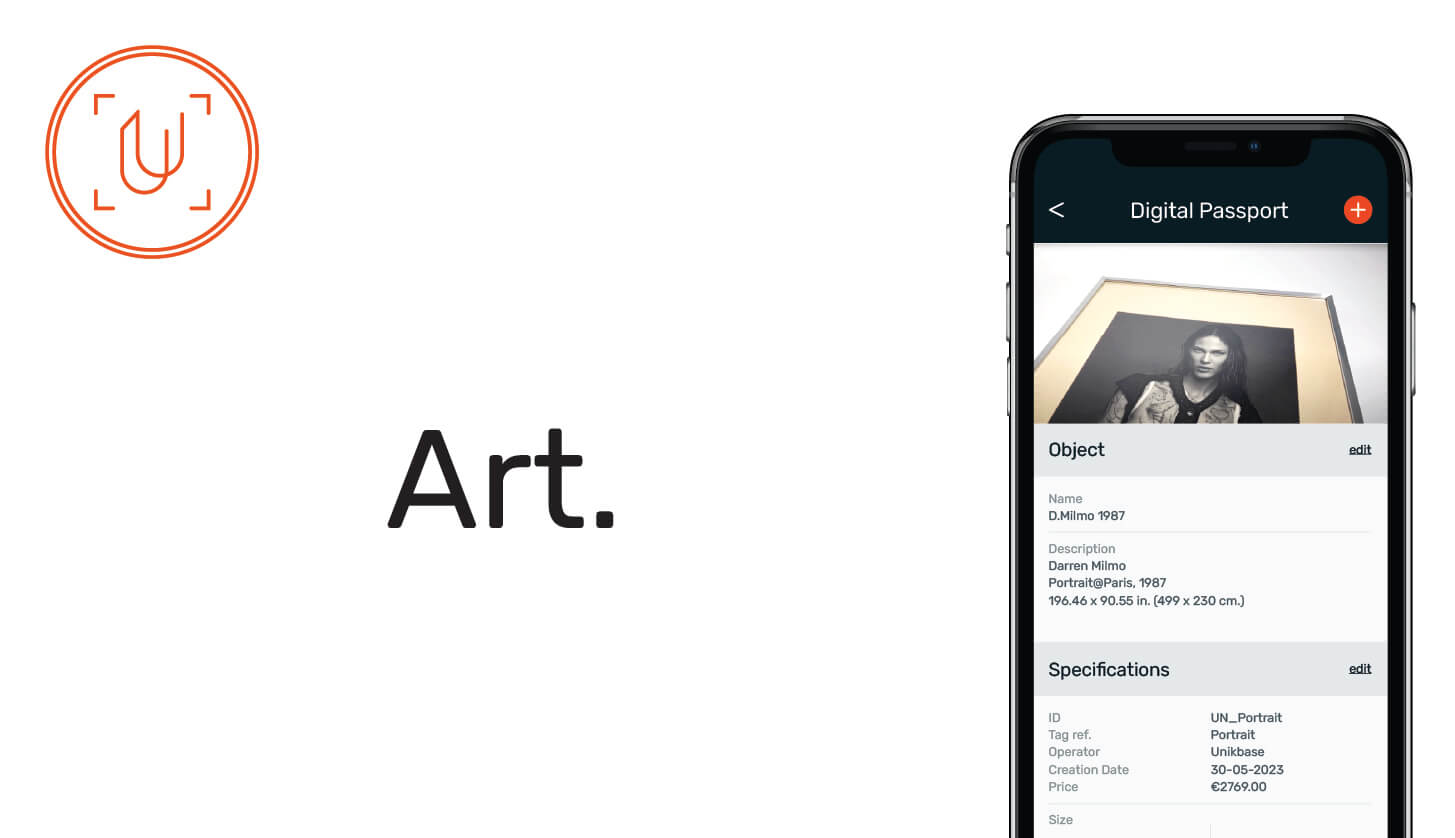 Art.
< Digital Passport +
Object edit
Name
D.Milmo 1987
Description
Darren Milmo
Portrait@Paris, 1987
196.46 x 90.55 in. (499 x 230 cm.)
Specifications edit
ID UN_Portrait
Tag ref. Portrait
Operator Unikbase
Creation Date 30-05-2023
Price €2769.00
Size